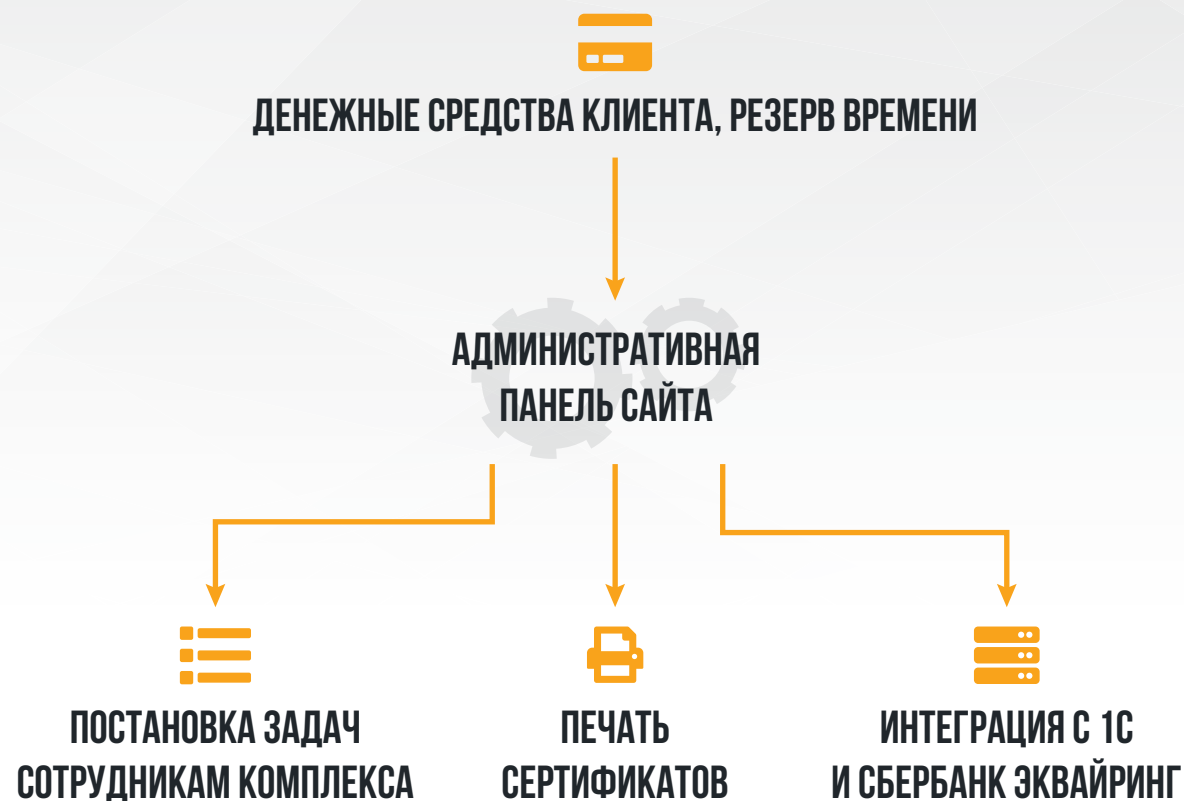 ДЕНЕЖНЫЕ СРЕДСТВА КЛИЕНТА, РЕЗЕРВ ВРЕМЕНИ
АДМИНИСТРАТИВНАЯ
ПАНЕЛЬ САЙТА
ПОСТАНОВКА ЗАДАЧ
СОТРУДНИКАМ КОМПЛЕКСА
ПЕЧАТЬ
СЕРТИФИКАТОВ
ИНТЕГРАЦИЯ С 1С
И СБЕРБАНК ЭКВАЙРИНГ